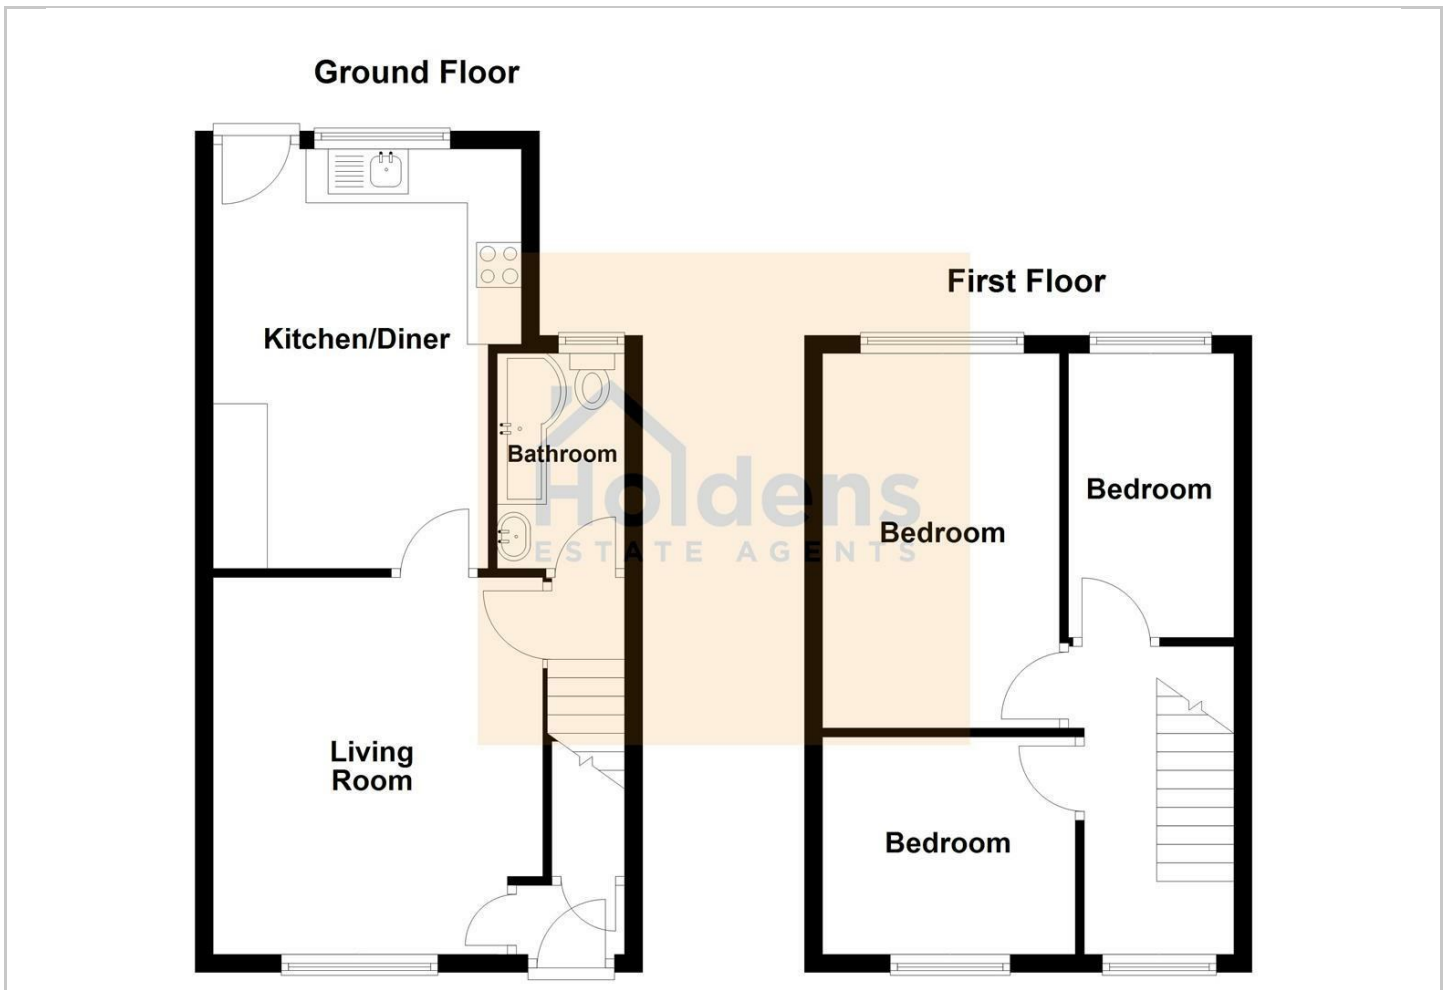 Ground Floor
Kitchen/Diner
Bathroom
Living
Room
First Floor
Bedroom
Bedroom
Bedroom
Holdens
ESTATE AGENTS